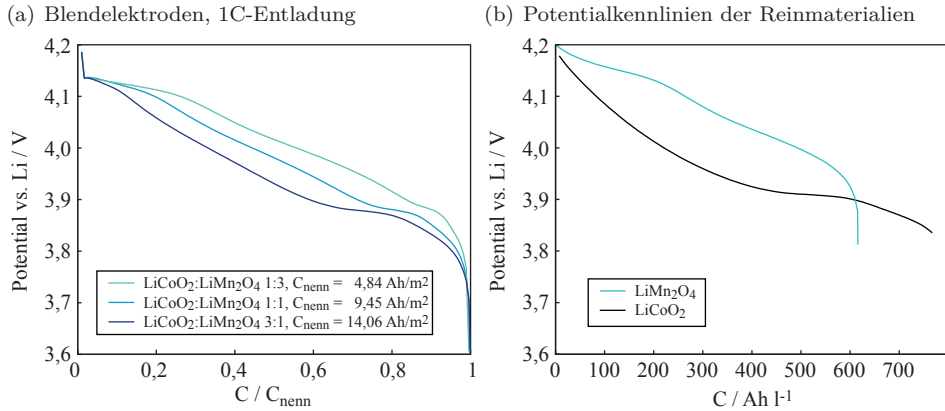 (a) Blendelektroden, 1C-Entladung
4,2
4,1
4,0
3,9
3,8
3,7
3,6
Potential vs. Li / V
LiCoO2:LiMn2O4 1:3, Cnenn = 4,84 Ah/m2
LiCoO2:LiMn2O4 1:1, Cnenn = 9,45 Ah/m2
LiCoO2:LiMn2O4 3:1, Cnenn = 14,06 Ah/m2
0 0,2 0,4 0,6 0,8 1
C / Cnenn
(b) Potentialkennlinien der Reinmaterialien
4,2
4,1
4,0
3,9
3,8
3,7
3,6
Potential vs. Li / V
LiMn2O4
LiCoO2
0 100 200 300 400 500 600 700
C / Ah l-1